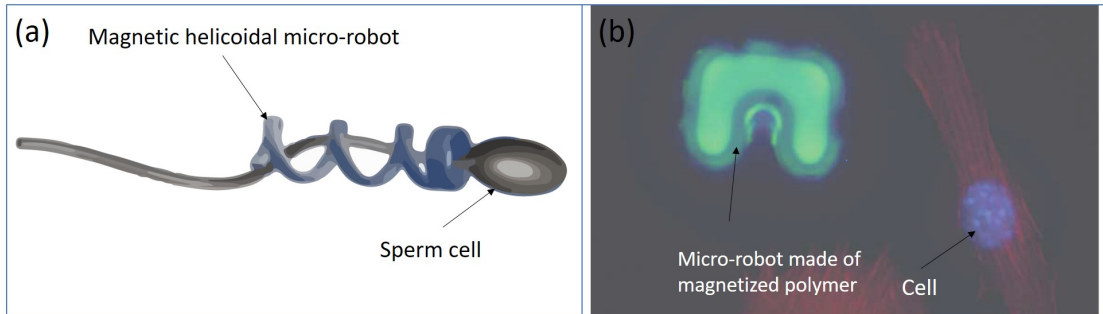 (a)
Magnetic helicoidal micro-robot
Sperm cell
(b)
Micro-robot made of
magnetized polymer
Cell